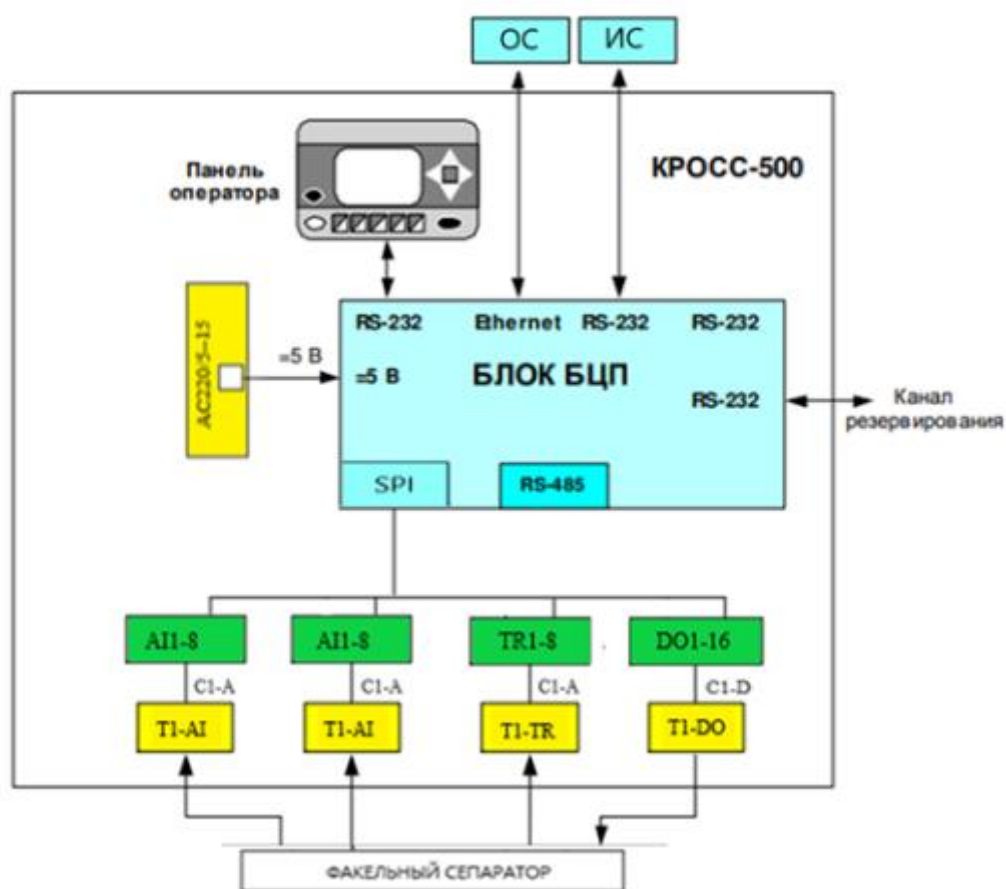 ОС ИС
КРОСС-500
Панель
оператора
AC220/5-15
=5 В
RS-232 Ethernet RS-232 RS-232
=5 В БЛОК БЦП
RS-232
Канал
резервирования
SPI RS-485
AI1-8 AI1-8 TR1-8 DO1-16
C1-A C1-A C1-A C1-D
T1-AI T1-AI T1-TR T1-DO
ФАКЕЛЬНЫЙ СЕПАРАТОР